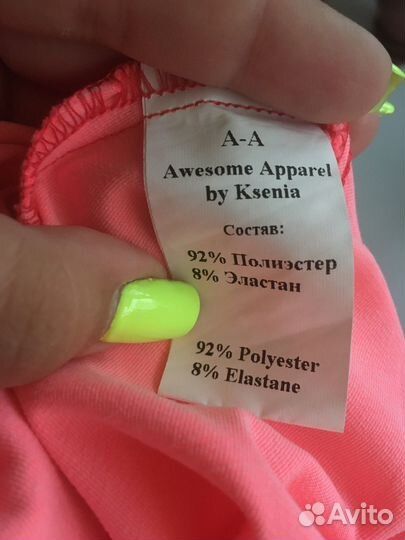 A-A
Awesome Apparel
by Ksenia
Состав:
92% Полиэстер
8% Эластан
92% Polyester
8% Elastane
Avito